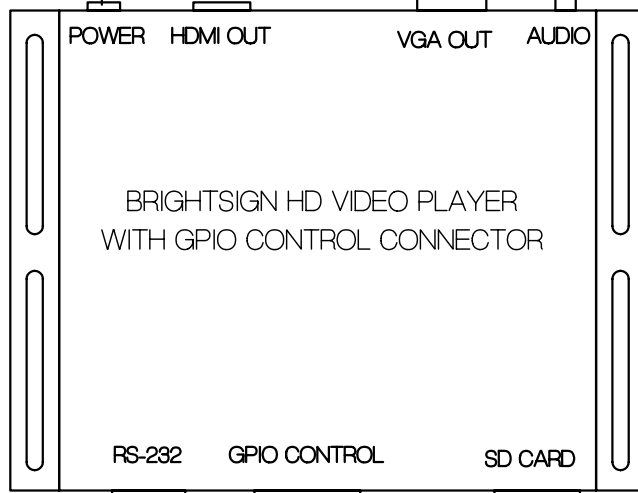 POWER HDMI OUT VGA OUT AUDIO
BRIGHTSIGN HD VIDEO PLAYER
WITH GPIO CONTROL CONNECTOR
RS-232 GPIO CONTROL SD CARD